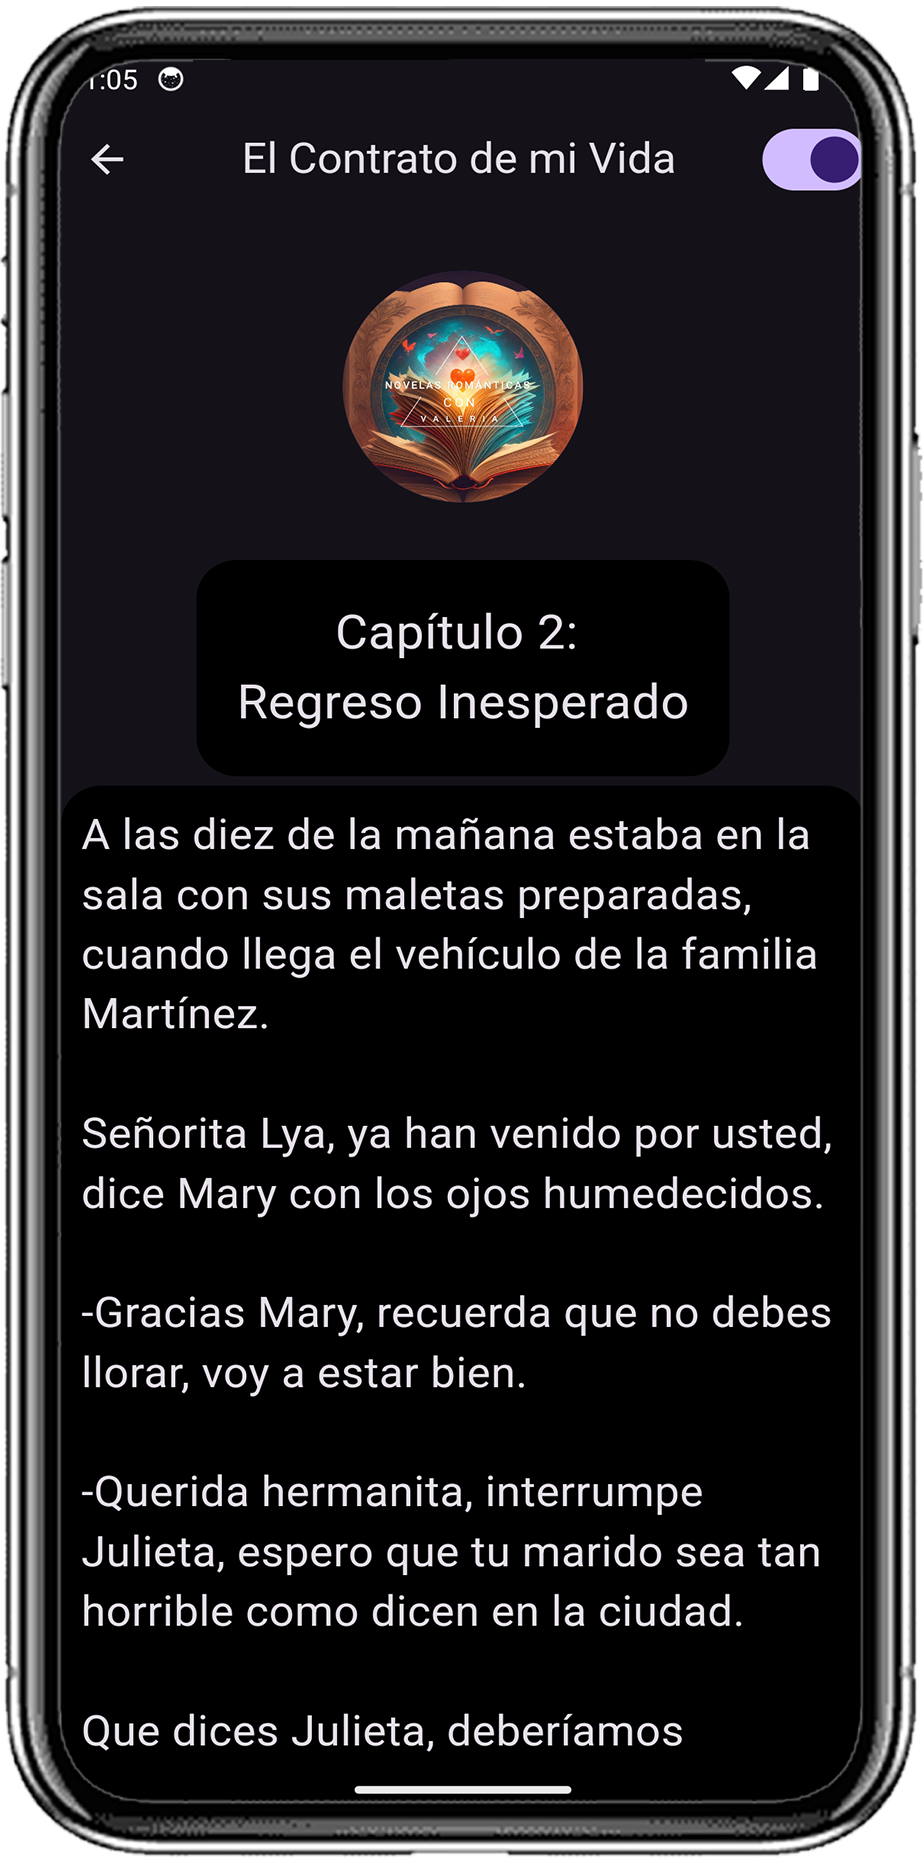 1:05
El Contrato de mi Vida
NOVELAS ROMÁNTICAS
CON
VALERIA
Capítulo 2:
Regreso Inesperado
A las diez de la mañana estaba en la
sala con sus maletas preparadas,
cuando llega el vehículo de la familia
Martínez.
Señorita Lya, ya han venido por usted,
dice Mary con los ojos humedecidos.
-Gracias Mary, recuerda que no debes
llorar, voy a estar bien.
-Querida hermanita, interrumpe
Julieta, espero que tu marido sea tan
horrible como dicen en la ciudad.
Que dices Julieta, deberíamos